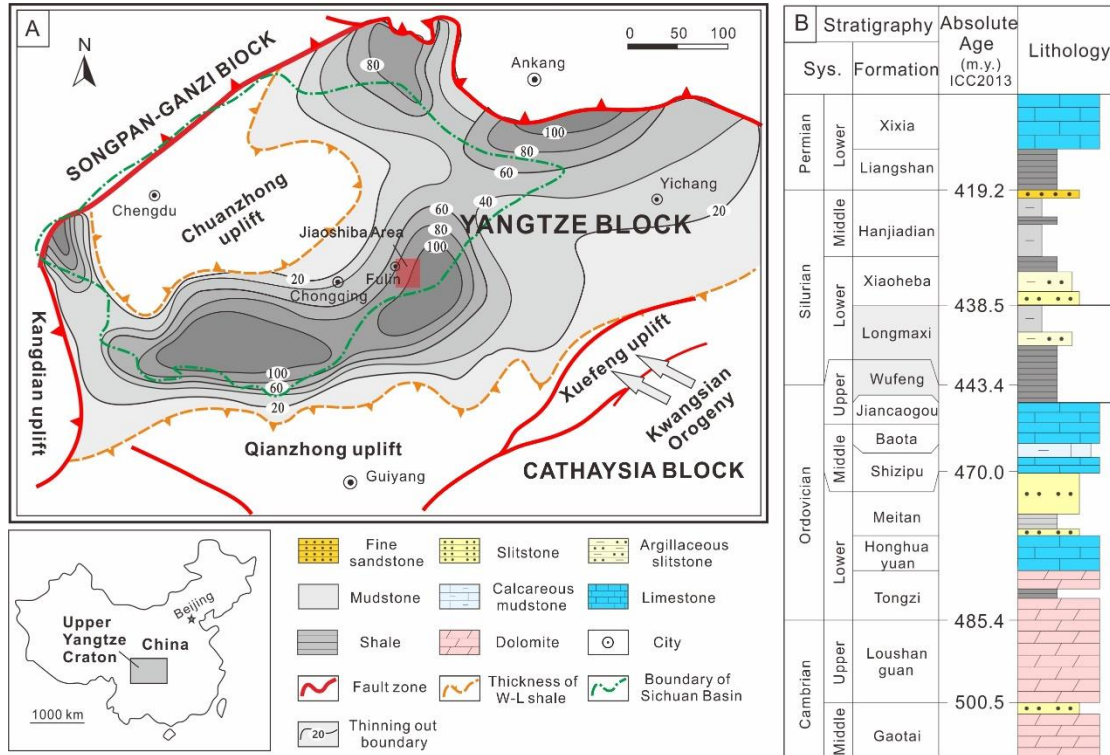 A
N
0 50 100
SONGPAN-GANZI BIOCK
Ankang
80
100
80
60
Chuanzhong
uplift
Chengdu
Yichang
40
20
60
80
100
YANGTZE BLOCK
Jiaoshiba Area
Fulin
20
Chongqing
Kangdian uplift
100
60
20
Xuefeng uplift
Kwangsian
Orogeny
Qianzhong uplift
Guiyang
CATHAYSIA BLOCK
Beijing
Upper
Yangtze
Craton
China
1000 km
Fine
sandstone
Slitstone
Argillaceous
slitstone
Mudstone
Calcareous
mudstone
Limestone
Shale
Dolomite
City
Fault zone
Thickness of
W-L shale
Boundary of
Sichuan Basin
20
Thinning out
boundary
B
Stratigraphy
Absolute
Age
(m.y.)
ICC2013
Lithology
Sys.
Formation
Permian
Lower
Xixia
Liangshan
419.2
Silurian
Middle
Hanjiadian
Lower
Xiaoheba
438.5
Longmaxi
Ordovician
Upper
Wufeng
443.4
Jiancaogou
Middle
Baota
Shizipu
470.0
Lower
Meitan
Honghua
yuan
Tongzi
485.4
Cambrian
Upper
Loushan
guan
500.5
Middle
Gaotai